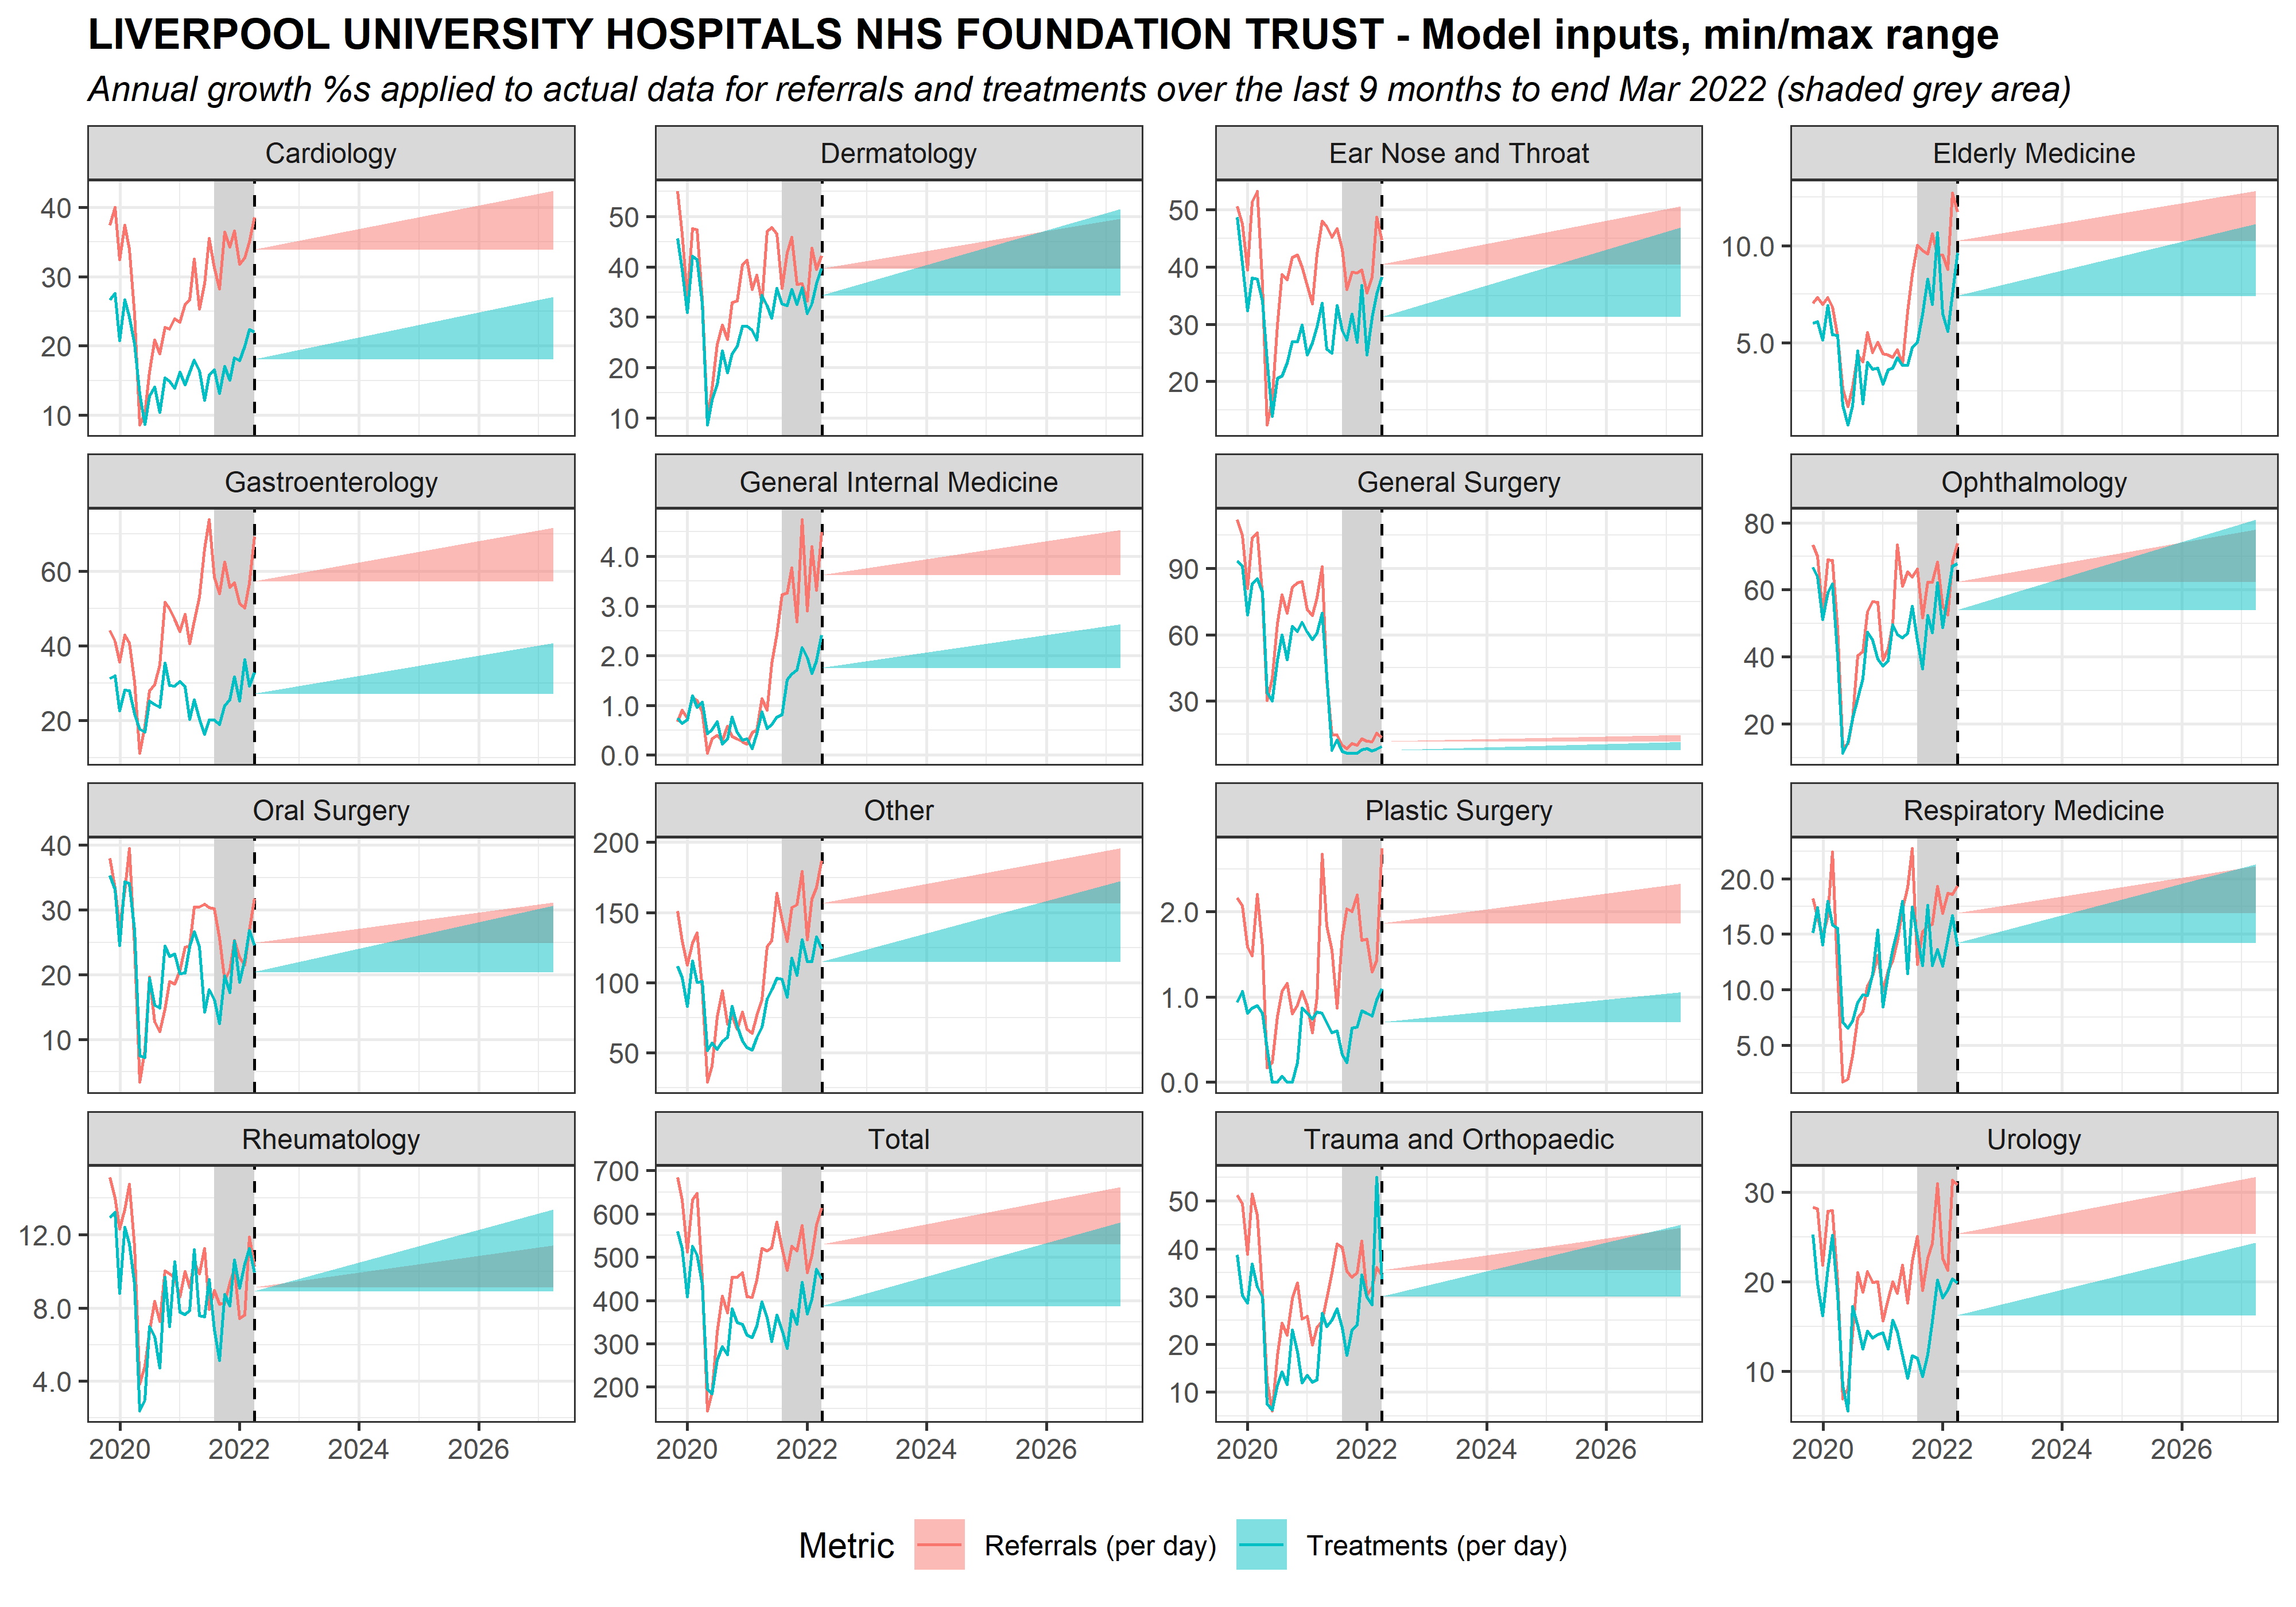 LIVERPOOL UNIVERSITY HOSPITALS NHS FOUNDATION TRUST - Model inputs, min/max range
Annual growth %s applied to actual data for referrals and treatments over the last 9 months to end Mar 2022 (shaded grey area)
Cardiology
40
30
20
10
Dermatology
50
40
30
20
10
Ear Nose and Throat
50
40
30
20
Elderly Medicine
10.0
5.0
Gastroenterology
60
40
20
General Internal Medicine
4.0
3.0
2.0
1.0
0.0
General Surgery
90
60
30
Ophthalmology
80
60
40
20
Oral Surgery
40
30
20
10
Other
200
150
100
50
Plastic Surgery
2.0
1.0
0.0
Respiratory Medicine
20.0
15.0
10.0
5.0
Rheumatology
12.0
8.0
4.0
2020 2022 2024 2026
Total
700
600
500
400
300
200
2020 2022 2024 2026
Trauma and Orthopaedic
50
40
30
20
10
2020 2022 2024 2026
Urology
30
20
10
2020 2022 2024 2026
Metric Referrals (per day) Treatments (per day)